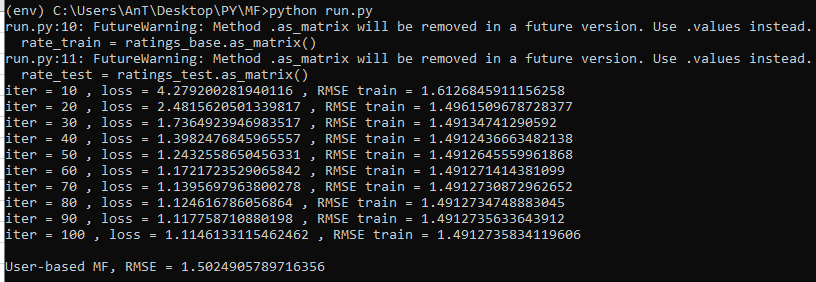 (env) C:\Users\AnT\Desktop\PY\MF>python run.py
run.py:10: FutureWarning: Method .as_matrix will be removed in a future version. Use .values instead.
  rate_train = ratings_base.as_matrix()
run.py:11: FutureWarning: Method .as_matrix will be removed in a future version. Use .values instead.
  rate_test = ratings_test.as_matrix()
iter = 10 , loss = 4.279200281940116 , RMSE train = 1.6126845911156258
iter = 20 , loss = 2.4815620501339817 , RMSE train = 1.4961509678728377
iter = 30 , loss = 1.7364923946983517 , RMSE train = 1.49134741290592
iter = 40 , loss = 1.3982476845965557 , RMSE train = 1.4912436663482138
iter = 50 , loss = 1.2432558650456331 , RMSE train = 1.4912645559961868
iter = 60 , loss = 1.1721723529065842 , RMSE train = 1.491271414381099
iter = 70 , loss = 1.1395697963800278 , RMSE train = 1.4912730872962652
iter = 80 , loss = 1.124616786056864 , RMSE train = 1.4912734748883045
iter = 90 , loss = 1.117758710880198 , RMSE train = 1.4912735633643912
iter = 100 , loss = 1.1146133115462462 , RMSE train = 1.4912735834119606
User-based MF, RMSE = 1.5024905789716356